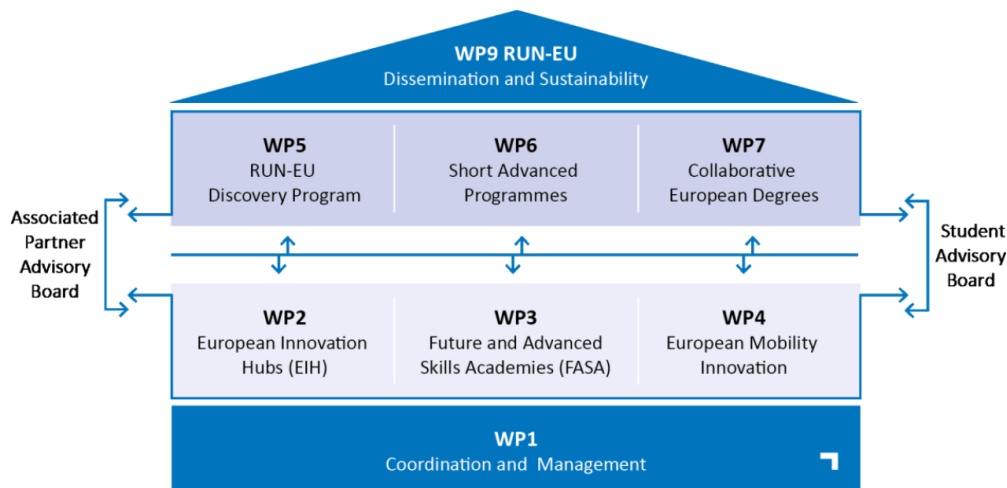 WP9 RUN-EU
Dissemination and Sustainability
WP5
RUN-EU
Discovery Program
WP6
Short Advanced
Programmes
WP7
Collaborative
European Degrees
Associated
Partner
Advisory
Board
Student
Advisory
Board
WP2
European Innovation
Hubs (EIH)
WP3
Future and Advanced
Skills Academies (FASA)
WP4
European Mobility
Innovation
WP1
Coordination and Management